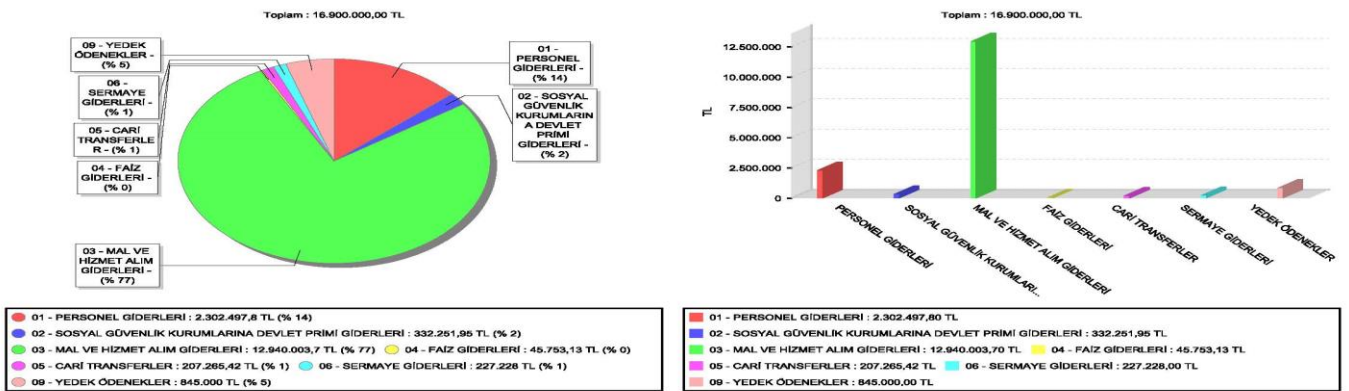 Toplam : 16.900.000,00 TL
09 - YEDEK
ÖDENEKLER -
(% 5)
01 -
PERSONEL
GİDERLERİ -
(% 14)
06 -
SERMAYE
GİDERLERİ -
(% 1)
02 - SOSYAL
GÜVENLİK
KURUMLARIN
A DEVLET
PRİMİ
GİDERLERİ -
(% 2)
05 - CARİ
TRANSFERLE
R - (% 1)
04 - FAİZ
GİDERLERİ -
(% 0)
03 - MAL VE
HİZMET ALIM
GİDERLERİ -
(% 77)
01 - PERSONEL GİDERLERİ : 2.302.497,8 TL (% 14)
02 - SOSYAL GÜVENLİK KURUMLARINA DEVLET PRİMİ GİDERLERİ : 332.251,95 TL (% 2)
03 - MAL VE HİZMET ALIM GİDERLERİ : 12.940.003,7 TL (% 77) 04 - FAİZ GİDERLERİ : 45.753,13 TL (% 0)
05 - CARİ TRANSFERLER : 207.265,42 TL (% 1) 06 - SERMAYE GİDERLERİ : 227.228 TL (% 1)
09 - YEDEK ÖDENEKLER : 845.000 TL (% 5)
Toplam : 16.900.000,00 TL
12.500.000
10.000.000
7.500.000
5.000.000
2.500.000
0
TL
PERSONEL GİDERLERİ
SOSYAL GÜVENLİK KURUMLARI...
MAL VE HİZMET ALIM GİDERLERİ
FAİZ GİDERLERİ
CARİ TRANSFERLER
SERMAYE GİDERLERİ
YEDEK ÖDENEKLER
01 - PERSONEL GİDERLERİ : 2.302.497,80 TL
02 - SOSYAL GÜVENLİK KURUMLARINA DEVLET PRİMİ GİDERLERİ : 332.251,95 TL
03 - MAL VE HİZMET ALIM GİDERLERİ : 12.940.003,70 TL 04 - FAİZ GİDERLERİ : 45.753,13 TL
05 - CARİ TRANSFERLER : 207.265,42 TL 06 - SERMAYE GİDERLERİ : 227.228,00 TL
09 - YEDEK ÖDENEKLER : 845.000,00 TL